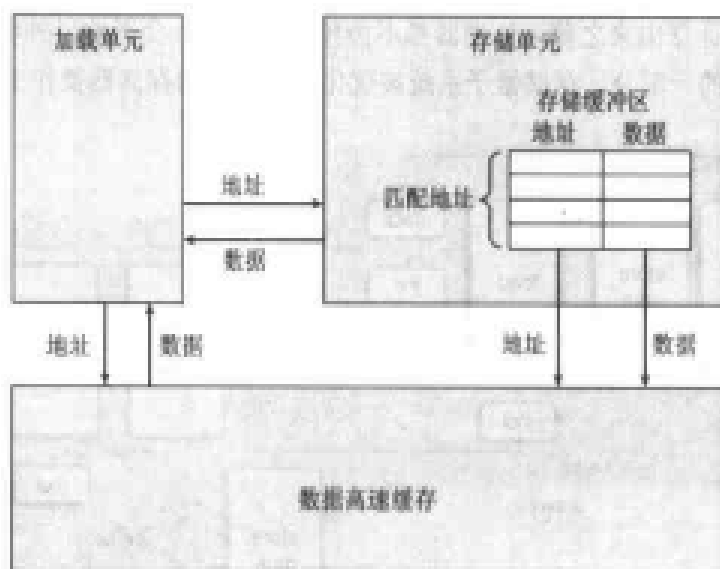 加载单元
存储单元
存储缓冲区
地址 数据
匹配地址
地址
数据
地址 数据
地址 数据
数据高速缓存